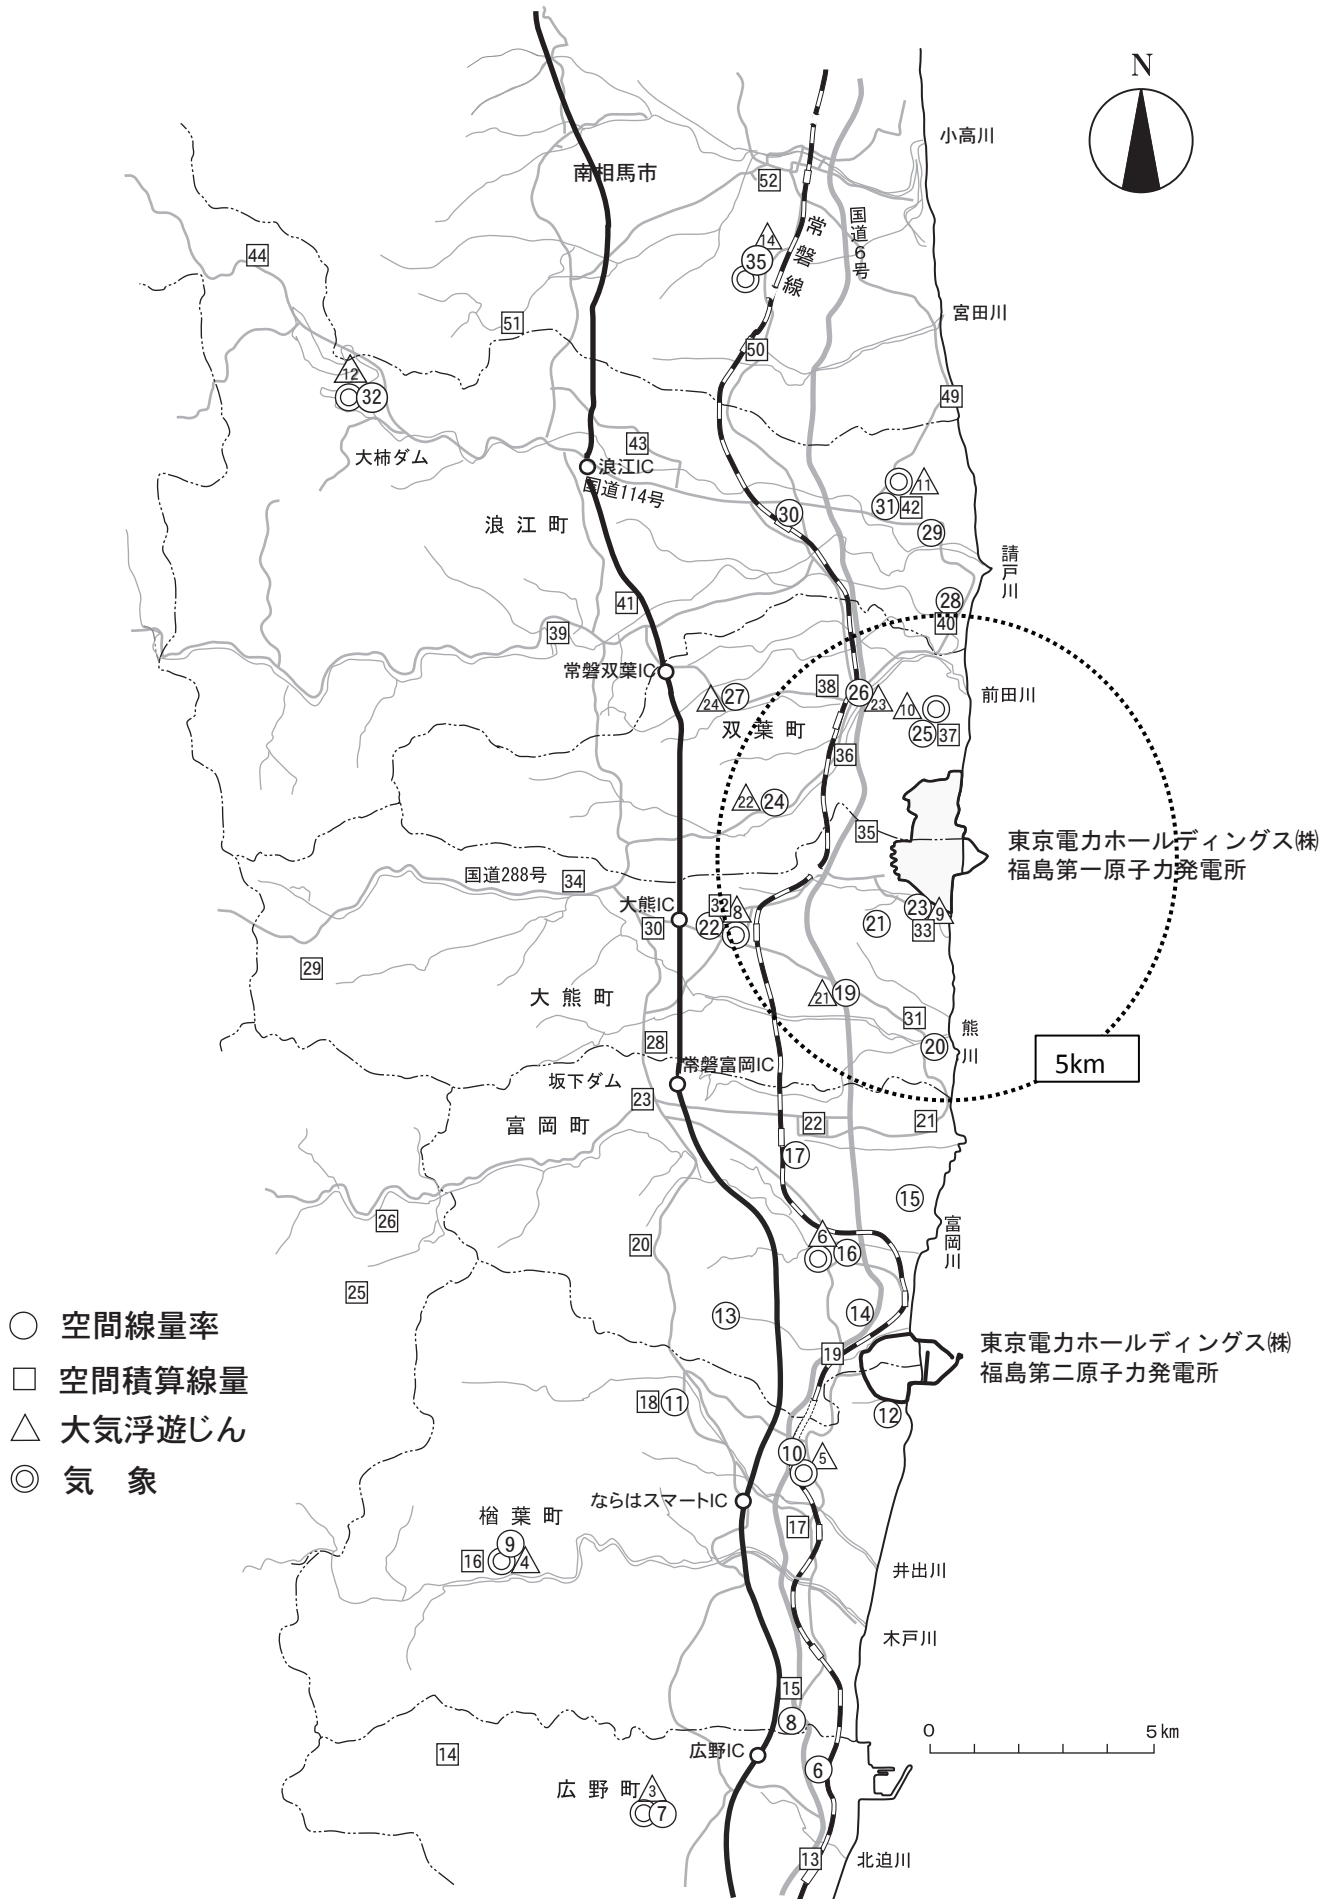 N
小高川
南相馬市
52
国道6号
常磐線
14
35
44
宮田川
51
50
12
32
49
43
大柿ダム
浪江IC
国道114号
11
31
42
30
浪江町
29
請戸川
28
41
40
39
常磐双葉IC
38
26
24
27
23
10
前田川
双葉町
25
37
36
22
24
35
東京電力ホールディングス㈱
福島第一原子力発電所
国道288号
34
大熊IC
32
8
23
9
30
22
21
33
29
大熊町
21
19
31
熊川
28
20
常磐富岡IC
5km
坂下ダム
23
富岡町
22
21
17
15
26
富岡川
20
6
16
25
13
14
○ 空間線量率
□ 空間積算線量
△ 大気浮遊じん
◎ 気 象
19
東京電力ホールディングス㈱
福島第二原子力発電所
18
11
12
10
5
ならはスマートIC
楢葉町
17
9
16
4
井出川
木戸川
15
8
0
5km
14
広野IC
6
広野町
3
7
13
北迫川